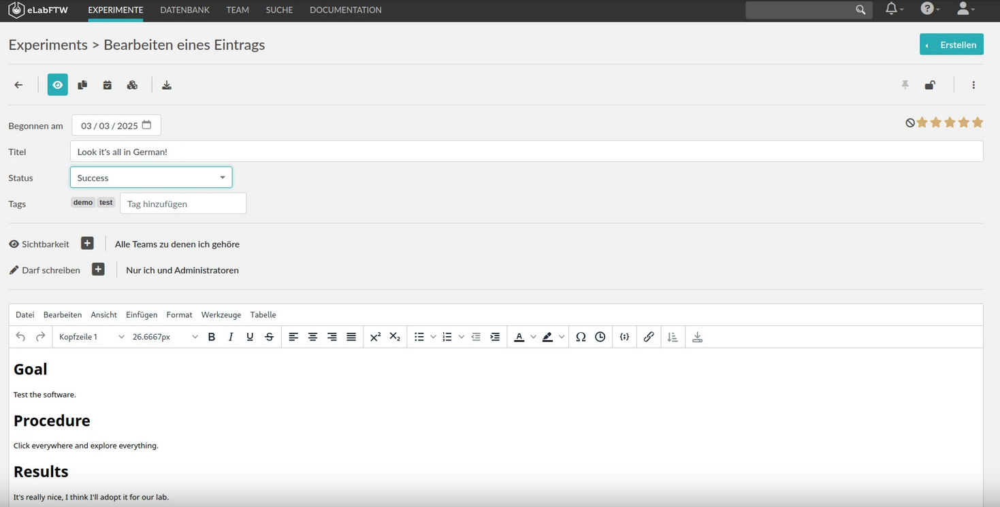 eLabFTW EXPERIMENTE DATENBANK TEAM SUCHE DOCUMENTATION
Experiments > Bearbeiten eines Eintrags
Erstellen
Begonnen am 03 / 03 / 2025
Titel Look it's all in German!
Status Success
Tags demo test Tag hinzufügen
Sichtbarkeit Alle Teams zu denen ich gehöre
Darf schreiben Nur ich und Administratoren
Datei Bearbeiten Ansicht Einfügen Format Werkzeuge Tabelle
Kopfzeile 1 26.6667px B I U S X² X₂ A Ω {;}
Goal
Test the software.
Procedure
Click everywhere and explore everything.
Results
It's really nice, I think I'll adopt it for our lab.